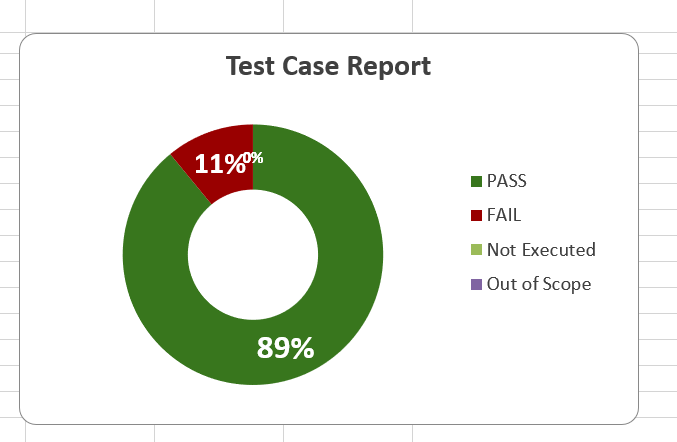 Test Case Report
11%
0%
89%
PASS
FAIL
Not Executed
Out of Scope